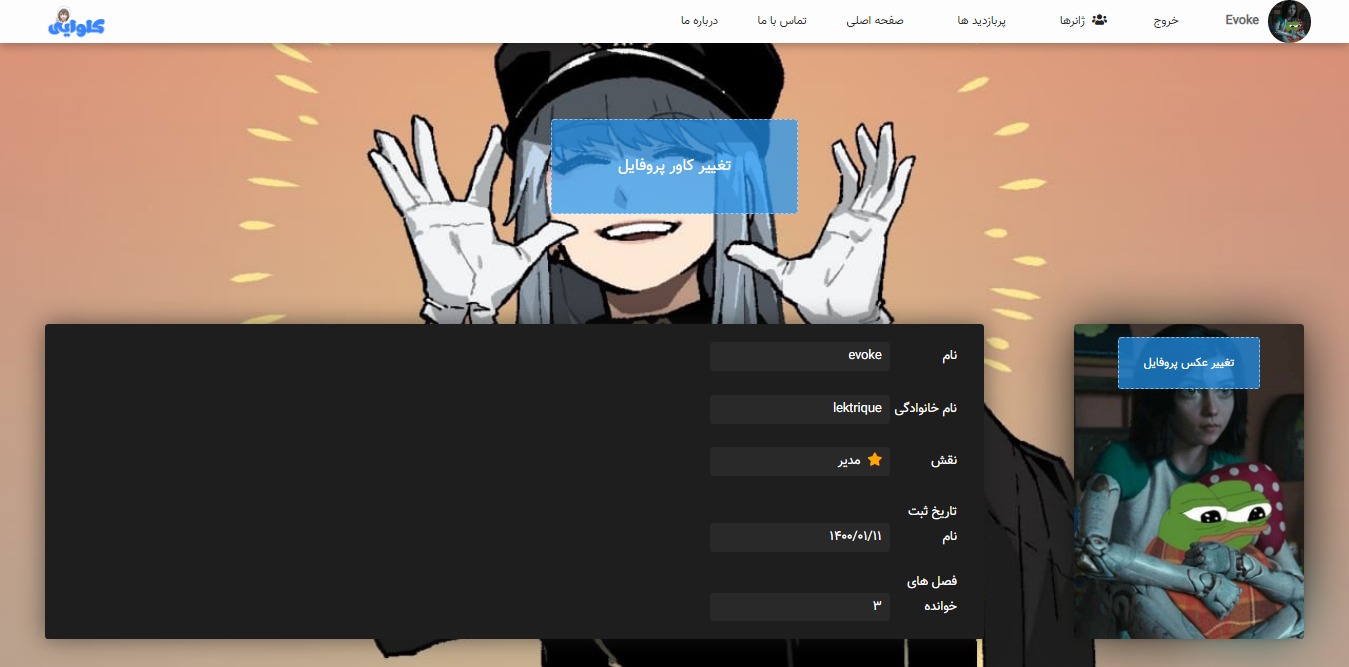 Evoke
خروج
ژانرها
پربازدید ها
صفحه اصلی
تماس با ما
درباره ما
کاوایی
تغییر کاور پروفایل
تغییر عکس پروفایل
نام
evoke
نام خانوادگی
lektrique
نقش
مدیر
تاریخ ثبت
نام
۱۴۰۰/۰۱/۱۱
فصل های
خوانده
۳